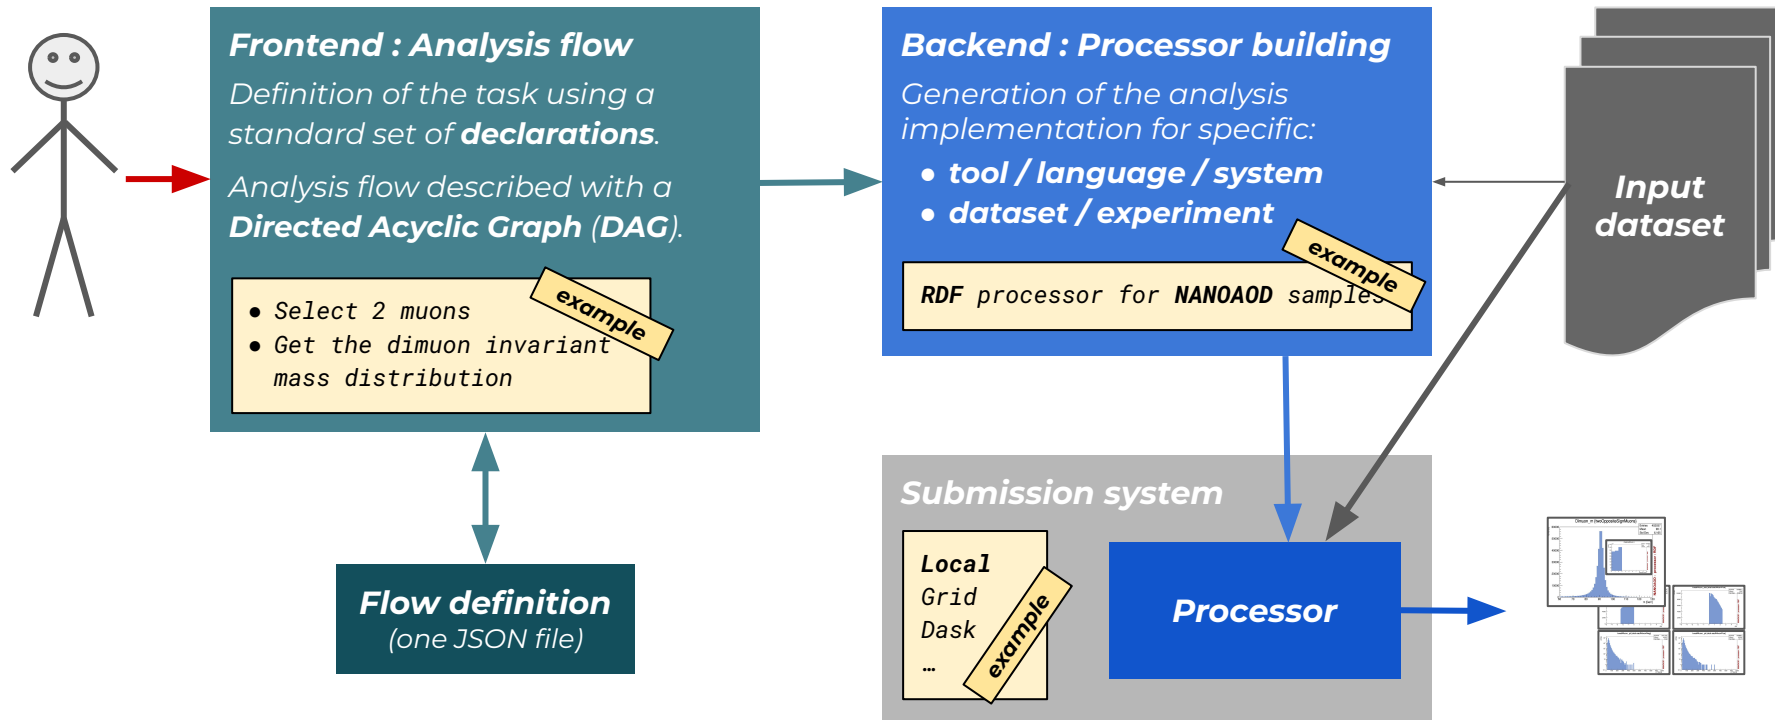 Frontend : Analysis flow
Definition of the task using a
standard set of declarations.
Analysis flow described with a
Directed Acyclic Graph (DAG).
example
● Select 2 muons
● Get the dimuon invariant
mass distribution
Flow definition
(one JSON file)
Backend : Processor building
Generation of the analysis
implementation for specific:
● tool / language / system
● dataset / experiment
example
RDF processor for NANOAOD samples
Input
dataset
Submission system
Local
Grid
Dask
...
example
Processor